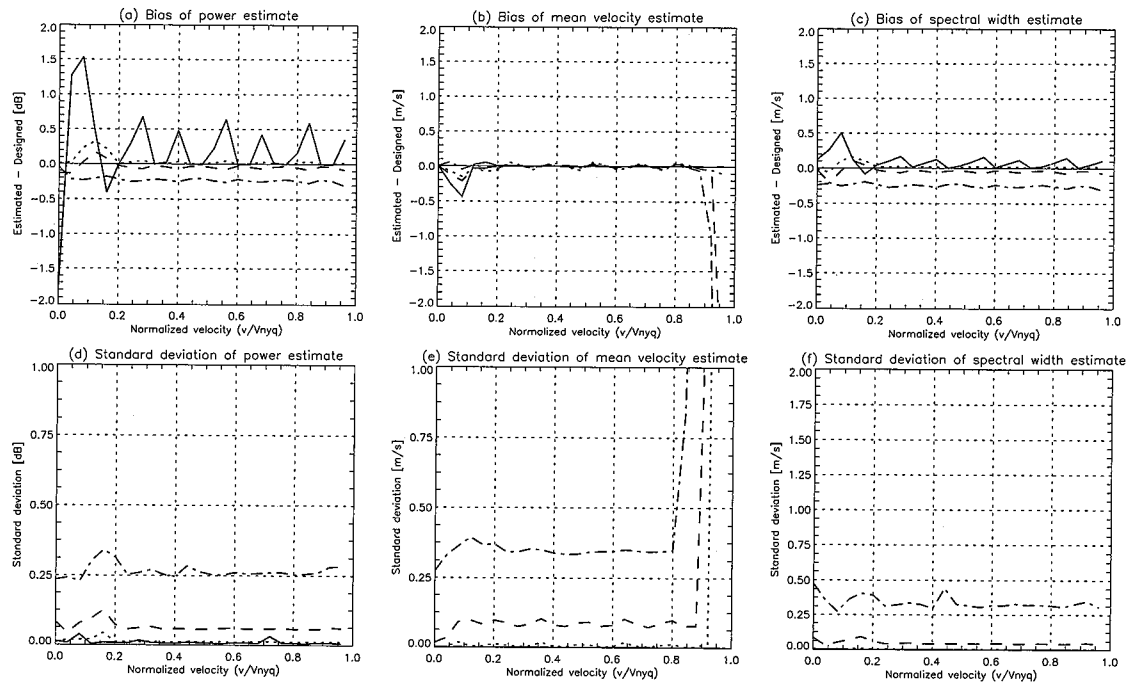 (a) Bias of power estimate
Estimated − Designed [dB]
2.0
1.5
1.0
0.5
0.0
−0.5
−1.0
−1.5
−2.0
0.0 0.2 0.4 0.6 0.8 1.0
Normalized velocity (v/Vnyq)
(b) Bias of mean velocity estimate
Estimated − Designed [m/s]
2.0
1.5
1.0
0.5
0.0
−0.5
−1.0
−1.5
−2.0
0.0 0.2 0.4 0.6 0.8 1.0
Normalized velocity (v/Vnyq)
(c) Bias of spectral width estimate
Estimated − Designed [m/s]
2.0
1.5
1.0
0.5
0.0
−0.5
−1.0
−1.5
−2.0
0.0 0.2 0.4 0.6 0.8 1.0
Normalized velocity (v/Vnyq)
(d) Standard deviation of power estimate
Standard deviation [dB]
1.00
0.75
0.50
0.25
0.00
0.0 0.2 0.4 0.6 0.8 1.0
Normalized velocity (v/Vnyq)
(e) Standard deviation of mean velocity estimate
Standard deviation [m/s]
1.00
0.75
0.50
0.25
0.00
0.0 0.2 0.4 0.6 0.8 1.0
Normalized velocity (v/Vnyq)
(f) Standard deviation of spectral width estimate
Standard deviation [m/s]
2.00
1.75
1.50
1.25
1.00
0.75
0.50
0.25
0.00
0.0 0.2 0.4 0.6 0.8 1.0
Normalized velocity (v/Vnyq)